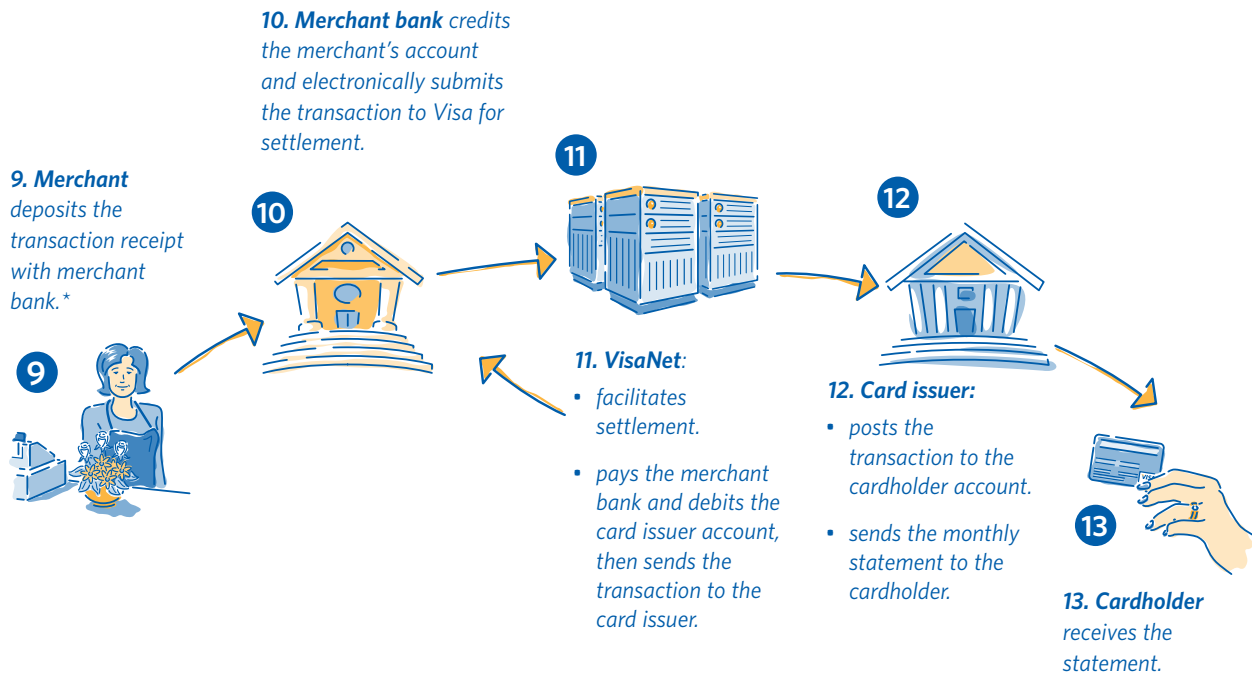 10. Merchant bank credits
the merchant’s account
and electronically submits
the transaction to Visa for
settlement.
9. Merchant
deposits the
transaction receipt
with merchant
bank.*
9
10
11
12
11. VisaNet:
• facilitates
settlement.
• pays the merchant
bank and debits the
card issuer account,
then sends the
transaction to the
card issuer.
12. Card issuer:
• posts the
transaction to the
cardholder account.
• sends the monthly
statement to the
cardholder.
VISA
13
13. Cardholder
receives the
statement.